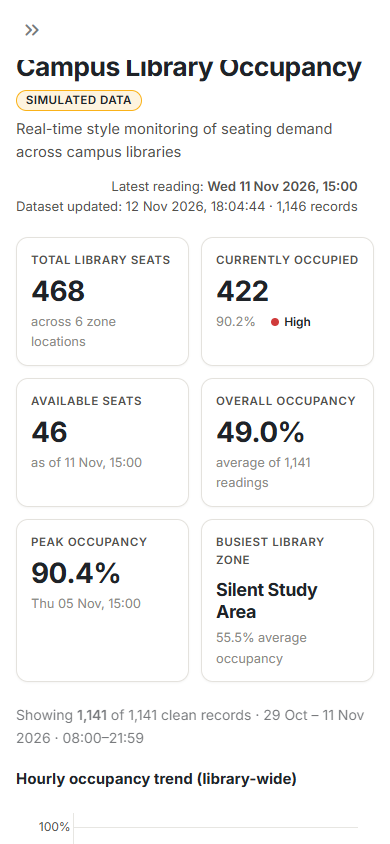 Campus Library Occupancy
SIMULATED DATA
Real-time style monitoring of seating demand
across campus libraries
Latest reading: Wed 11 Nov 2026, 15:00
Dataset updated: 12 Nov 2026, 18:04:44 · 1,146 records
TOTAL LIBRARY SEATS
468
across 6 zone
locations
CURRENTLY OCCUPIED
422
90.2% High
AVAILABLE SEATS
46
as of 11 Nov, 15:00
OVERALL OCCUPANCY
49.0%
average of 1,141
readings
PEAK OCCUPANCY
90.4%
Thu 05 Nov, 15:00
BUSIEST LIBRARY
ZONE
Silent Study
Area
55.5% average
occupancy
Showing 1,141 of 1,141 clean records · 29 Oct – 11 Nov
2026 · 08:00–21:59
Hourly occupancy trend (library-wide)
100%